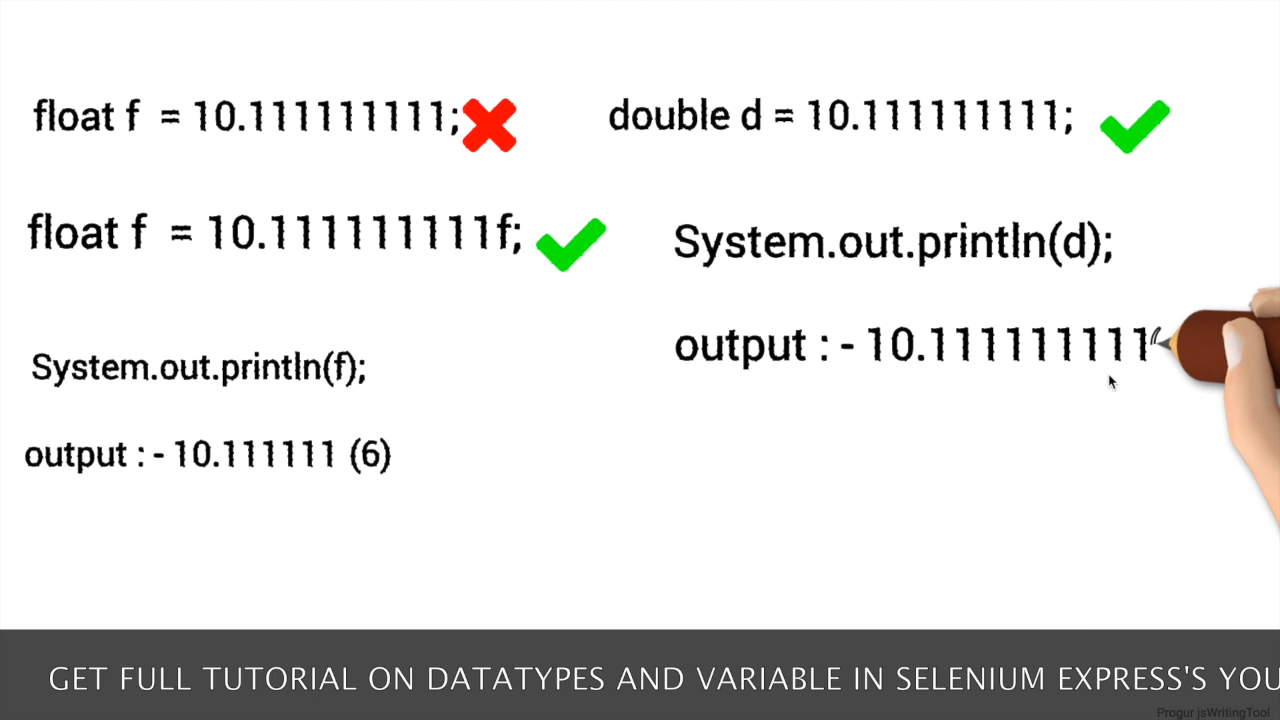 float f = 10.111111111;
float f = 10.111111111f;
System.out.println(f);
output : - 10.111111 (6)
double d = 10.111111111;
System.out.println(d);
output : - 10.111111111
GET FULL TUTORIAL ON DATATYPES AND VARIABLE IN SELENIUM EXPRESS'S YOU
Progur jsWritingTool